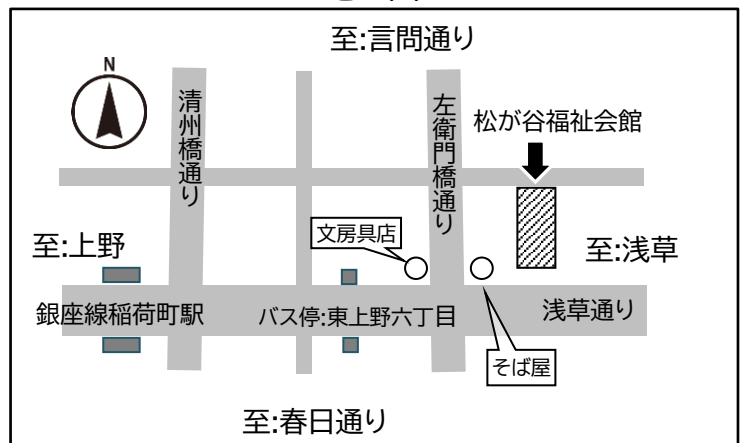 至:言問通り
N
清州橋通り
左衛門橋通り
松が谷福祉会館
文房具店
至:上野
至:浅草
銀座線稲荷町駅
バス停:東上野六丁目
浅草通り
そば屋
至:春日通り